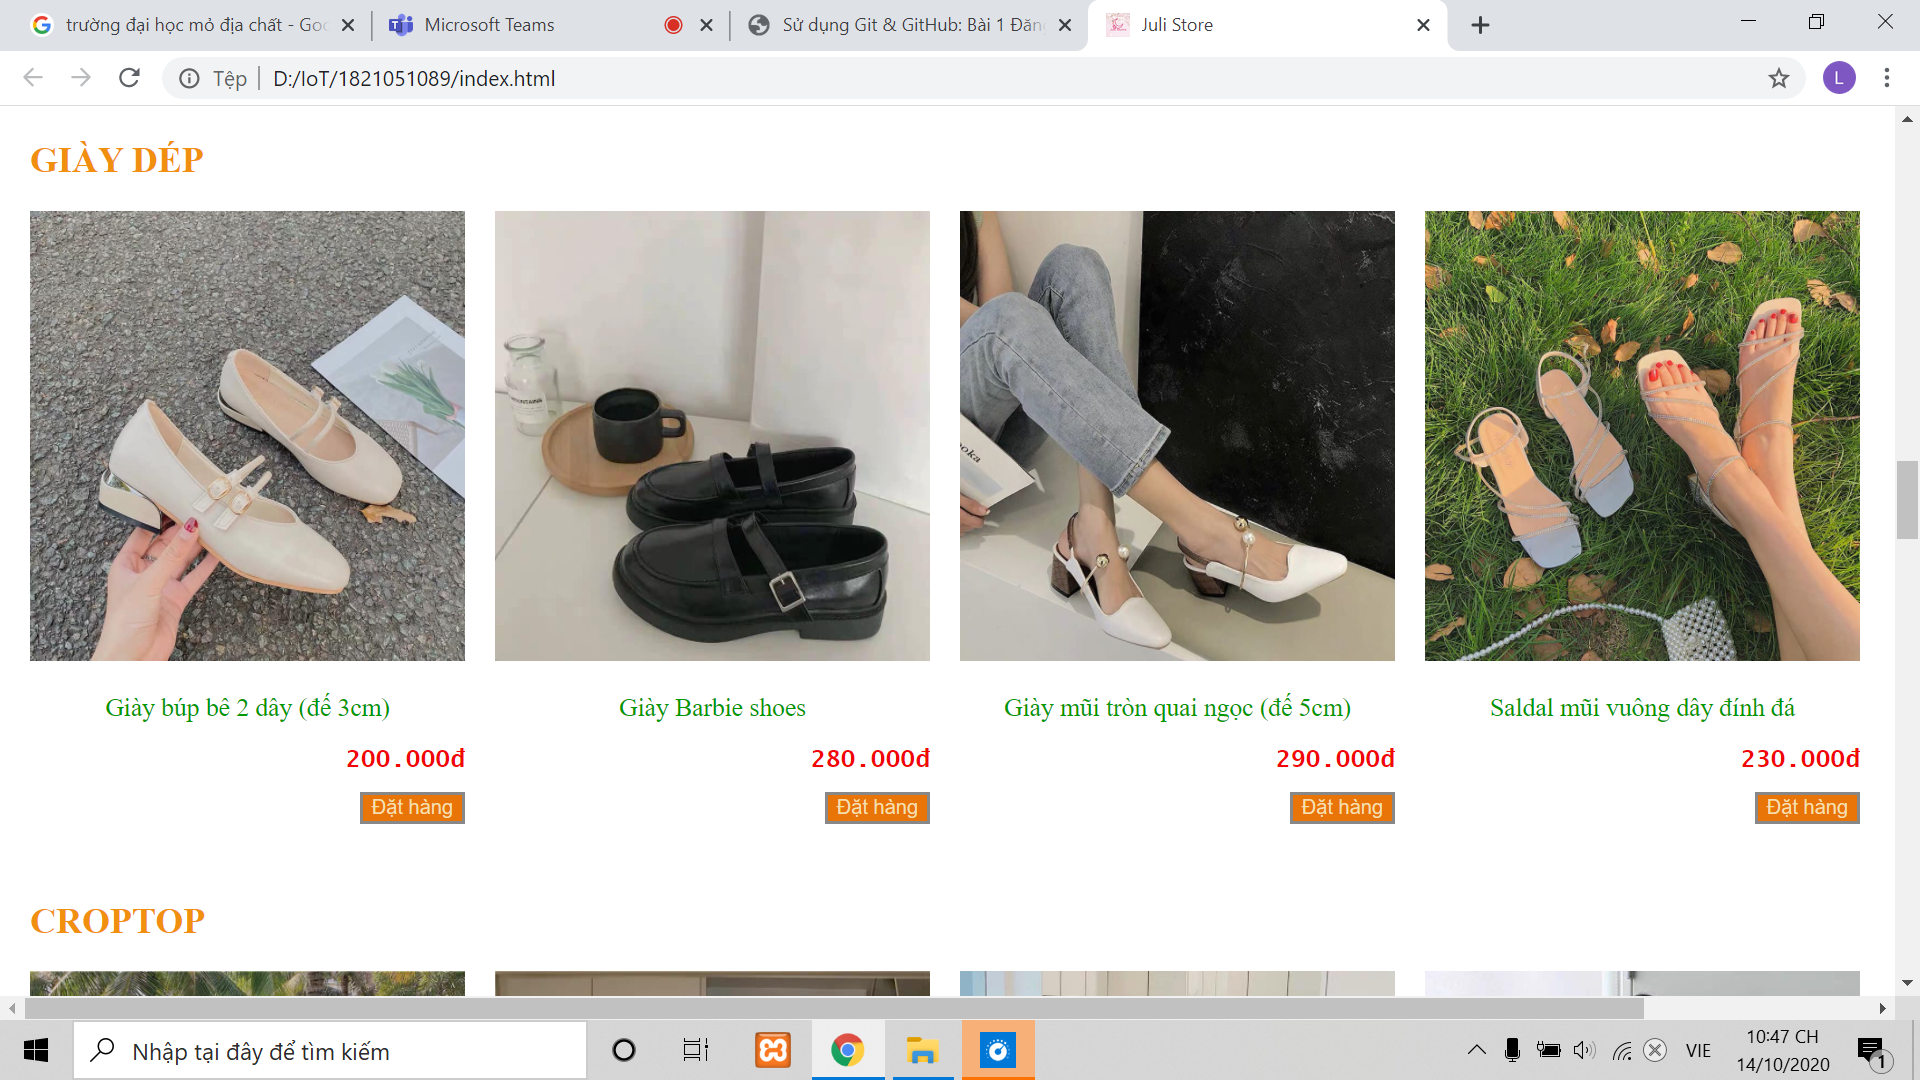 trường đại học mỏ địa chất - Goo
Microsoft Teams
Sử dụng Git & GitHub: Bài 1 Đăng
Juli Store
Tệp
D:/IoT/1821051089/index.html
L
GIÀY DÉP
Giày búp bê 2 dây (đế 3cm)
200.000đ
Đặt hàng
Giày Barbie shoes
280.000đ
Đặt hàng
Giày mũi tròn quai ngọc (đế 5cm)
290.000đ
Đặt hàng
Saldal mũi vuông dây đính đá
230.000đ
Đặt hàng
CROPTOP
Nhập tại đây để tìm kiếm
VIE
10:47 CH
14/10/2020
1